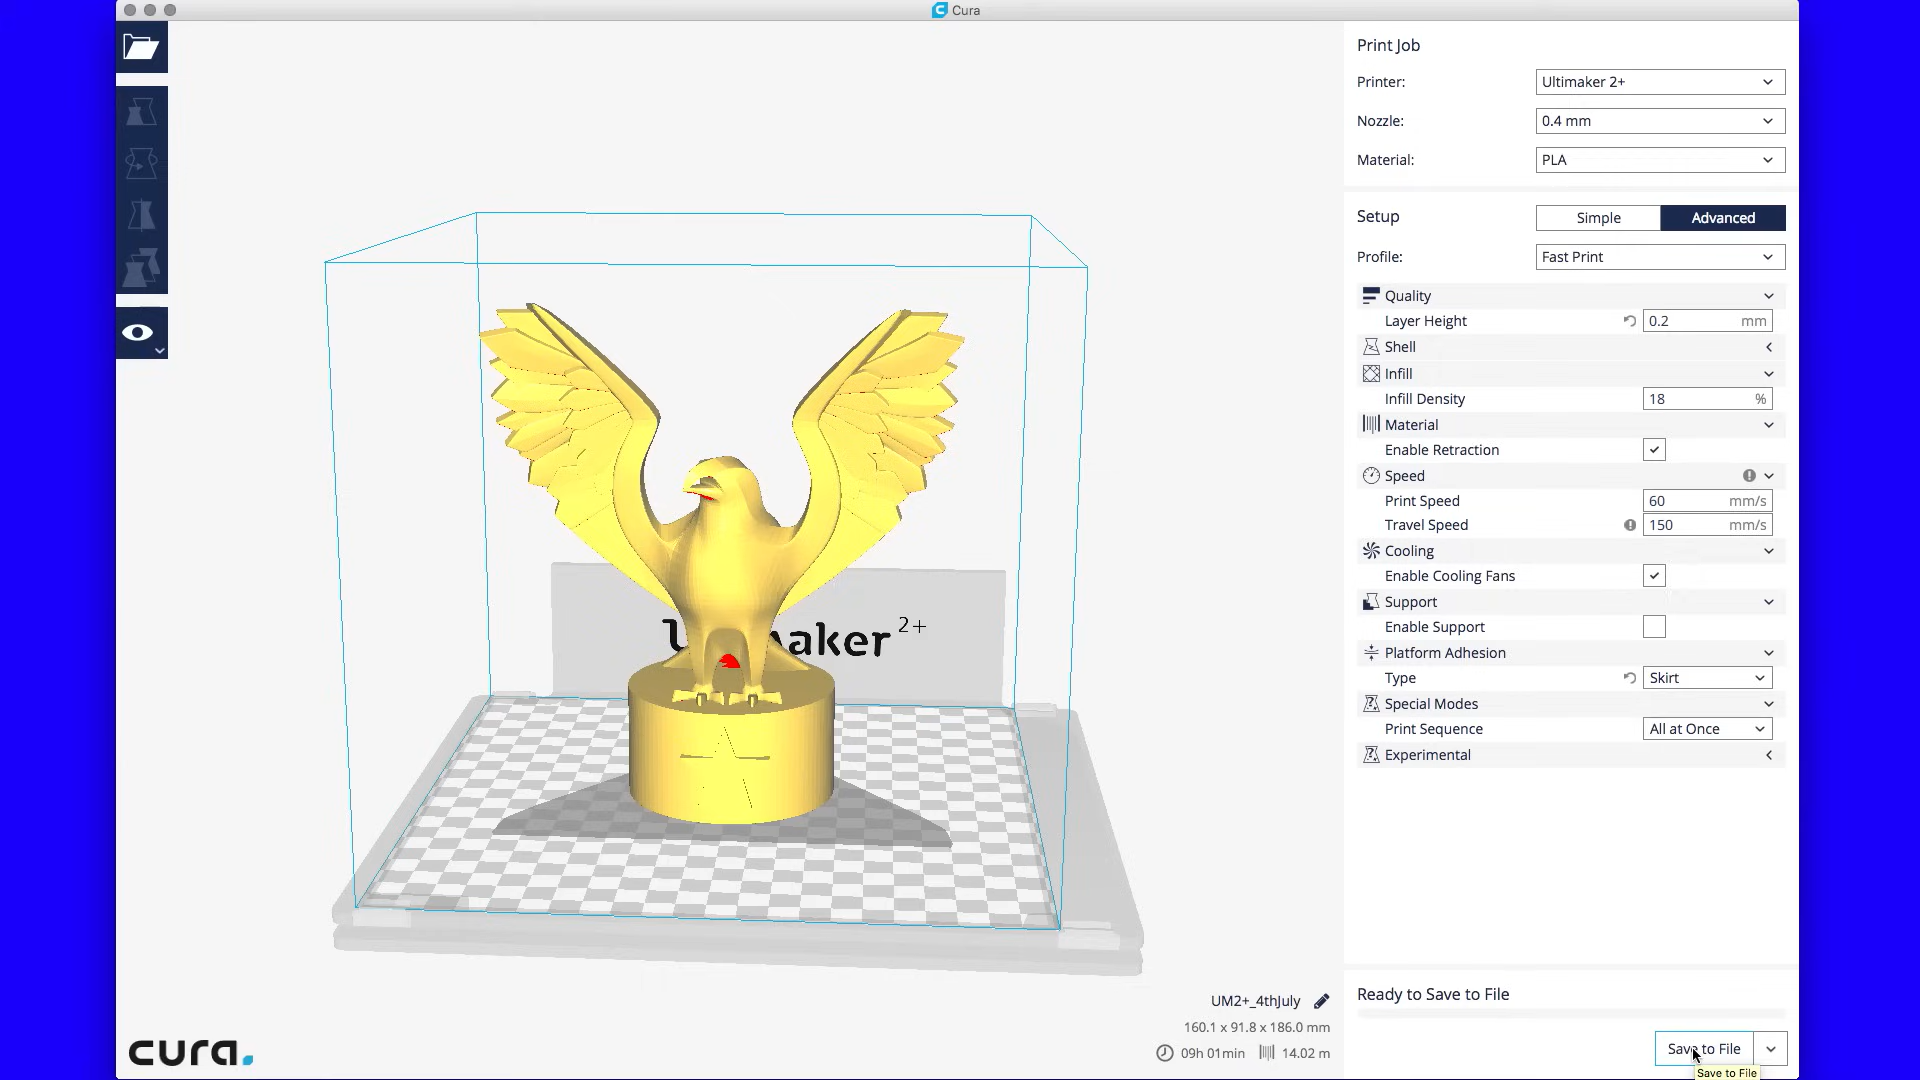 Cura
Print Job
Printer:
Ultimaker 2+
Nozzle:
0.4 mm
Material:
PLA
Setup
Simple
Advanced
Profile:
Fast Print
Quality
Layer Height
0.2 mm
Shell
Infill
Infill Density
18 %
Material
Enable Retraction
Speed
Print Speed
60 mm/s
Travel Speed
150 mm/s
Cooling
Enable Cooling Fans
Support
Enable Support
Platform Adhesion
Type
Skirt
Special Modes
Print Sequence
All at Once
Experimental
2+
UM2+_4thJuly
160.1 x 91.8 x 186.0 mm
09h 01min
14.02 m
Ready to Save to File
Save to File
Save to File
cura.